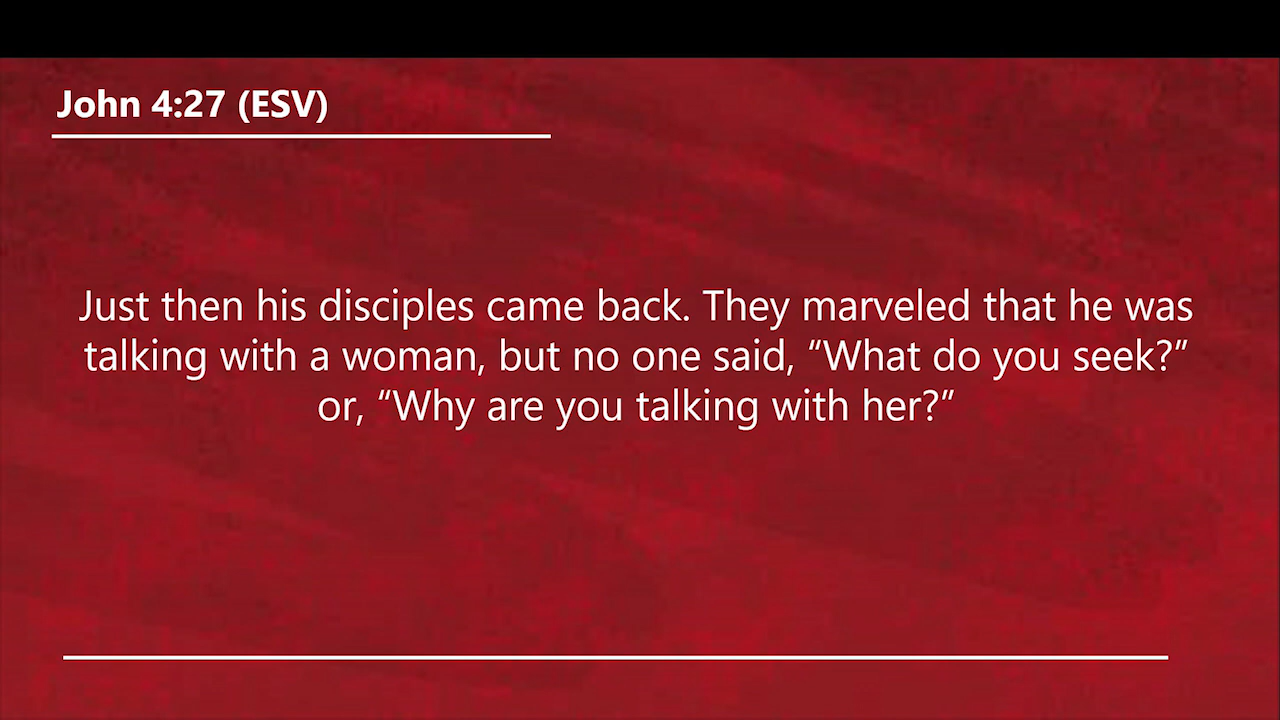 John 4:27 (ESV)
Just then his disciples came back. They marveled that he was
talking with a woman, but no one said, “What do you seek?”
or, “Why are you talking with her?”